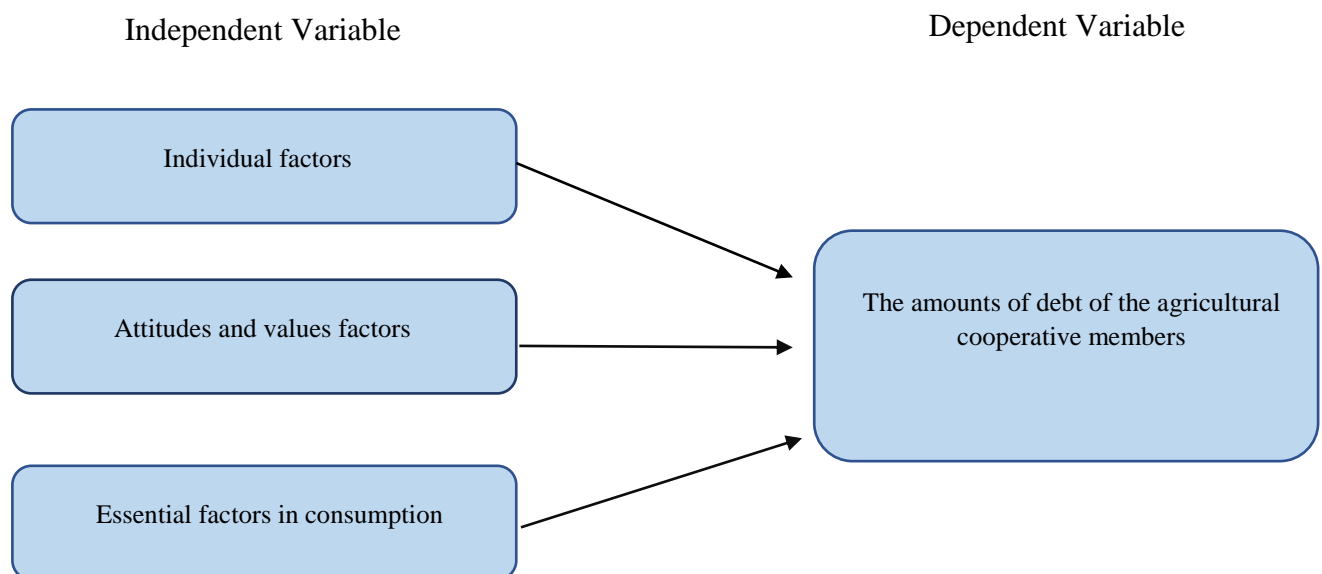 Independent Variable
Dependent Variable
Individual factors
Attitudes and values factors
Essential factors in consumption
The amounts of debt of the agricultural
cooperative members